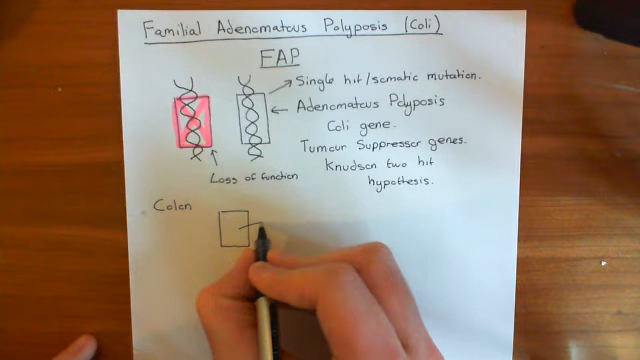 Familial Adenomatous Polyposis (Coli)
FAP
Single hit/somatic mutation.
Adenomatous Polyposis
Coli gene.
Tumour Suppressor genes.
Knudson two hit
hypothesis.
Loss of function
Colon